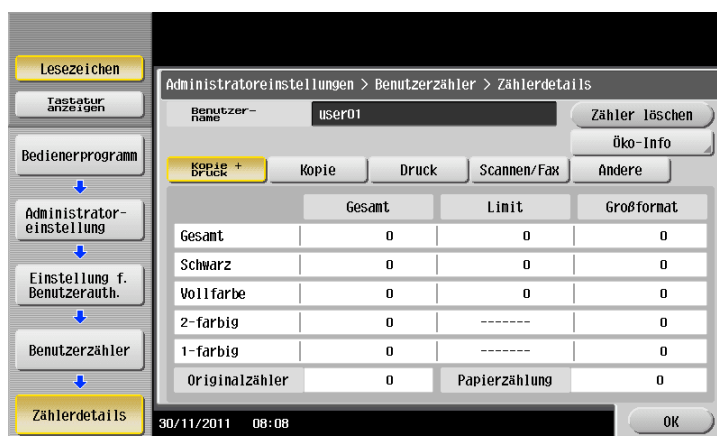 Lesezeichen
Tastatur
anzeigen
Bedienerprogramm
Administrator-
einstellung
Einstellung f.
Benutzerauth.
Benutzerzähler
Zählerdetails
Administratoreinstellungen > Benutzerzähler > Zählerdetails
Benutzer-
name
user01
Zähler löschen
Öko-Info
Kopie +
Druck
Kopie
Druck
Scannen/Fax
Andere
Gesamt Limit Großformat
Gesamt 0 0 0
Schwarz 0 0 0
Vollfarbe 0 0 0
2-farbig 0 ------- 0
1-farbig 0 ------- 0
Originalzähler 0 Papierzählung 0
30/11/2011 08:08
OK